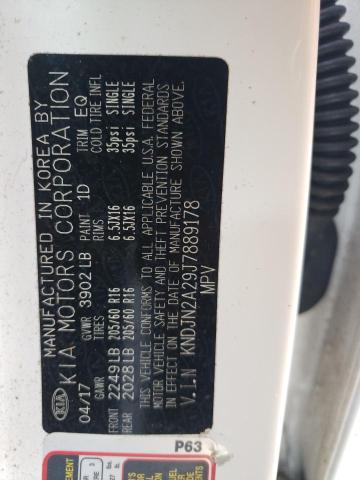 MANUFACTURED IN KOREA BY
KIA MOTORS CORPORATION
KIA
04/17 GVWR 3902LB PAINT 1D TRIM EQ
GAWR TIRES RIMS COLD TIRE INFL
FRONT 2249LB 205/60 R16 6.5JX16 35psi SINGLE
REAR 2028LB 205/60 R16 6.5JX16 35psi SINGLE
THIS VEHICLE CONFORMS TO ALL APPLICABLE U.S.A. FEDERAL
MOTOR VEHICLE SAFETY AND THEFT PREVENTION STANDARDS
IN EFFECT ON THE DATE OF MANUFACTURE SHOWN ABOVE.
V.I.N KNDJN2A29J7889178
MPV
P63